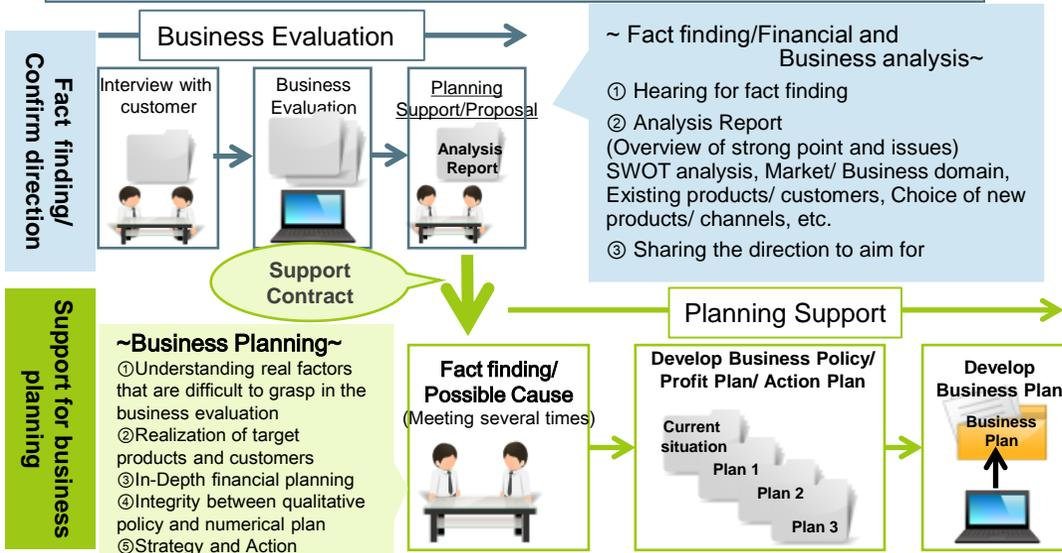 Business Evaluation
Fact finding/
Confirm direction
Interview with
customer
Business
Evaluation
Planning
Support/Proposal
Analysis
Report
~ Fact finding/Financial and
Business analysis~
① Hearing for fact finding
② Analysis Report
(Overview of strong point and issues)
SWOT analysis, Market/ Business domain,
Existing products/ customers, Choice of new
products/ channels, etc.
③ Sharing the direction to aim for
Support
Contract
Planning Support
Support for business
planning
~Business Planning~
①Understanding real factors
that are difficult to grasp in the
business evaluation
②Realization of target
products and customers
③In-Depth financial planning
④Integrity between qualitative
policy and numerical plan
⑤Strategy and Action
Fact finding/
Possible Cause
(Meeting several times)
Develop Business Policy/
Profit Plan/ Action Plan
Current
situation
Plan 1
Plan 2
Plan 3
Develop
Business Plan
Business
Plan